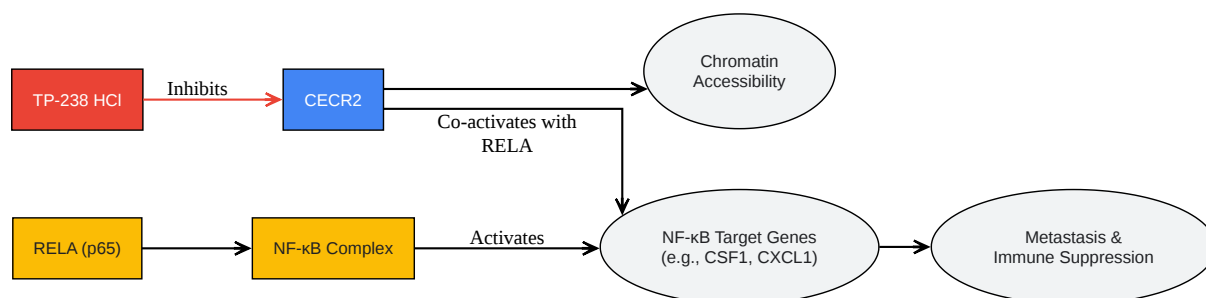 Chromatin
Accessibility
TP-238 HCl
Inhibits
CECR2
Co-activates with
RELA
RELA (p65)
NF-κB Complex
Activates
NF-κB Target Genes
(e.g., CSF1, CXCL1)
Metastasis &
Immune Suppression